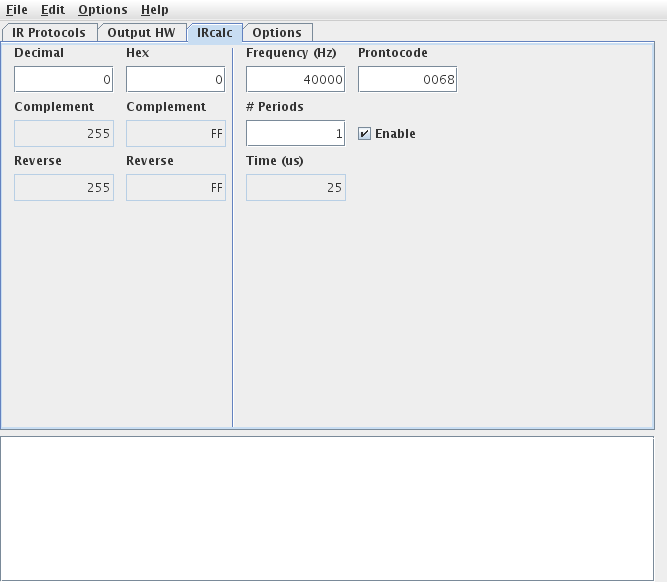 File Edit Options Help
IR Protocols Output HW IRcalc Options
Decimal Hex Frequency (Hz) Prontocode
0 0 40000 0068
Complement Complement # Periods
255 FF 1 Enable
Reverse Reverse Time (us)
255 FF 25